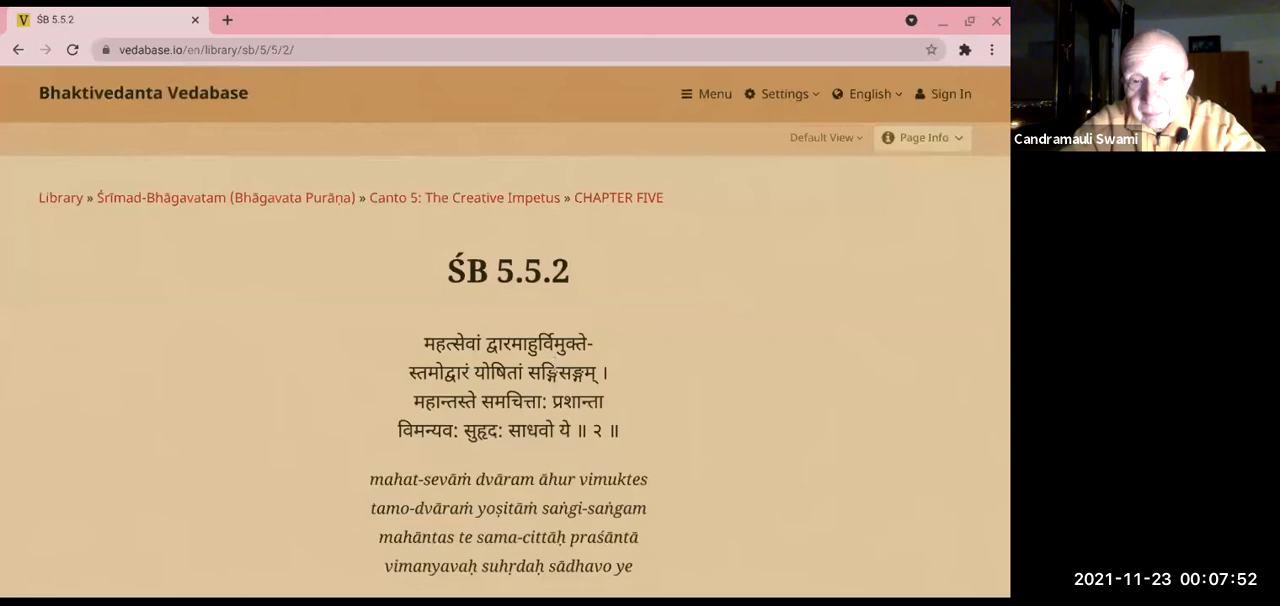 ŚB 5.5.2
vedabase.io/en/library/sb/5/5/2/
Bhaktivedanta Vedabase
Menu Settings English Sign In
Default View Page Info
Library » Śrīmad-Bhāgavatam (Bhāgavata Purāṇa) » Canto 5: The Creative Impetus » CHAPTER FIVE
ŚB 5.5.2
महत्सेवां द्वारमाहुर्विमुक्ते-
स्तमोद्वारं योषितां सङ्गिसङ्गम् ।
महान्तस्ते समचित्ता: प्रशान्ता
विमन्यव: सुहृद: साधवो ये ॥ २ ॥
mahat-sevāṁ dvāram āhur vimuktes
tamo-dvāraṁ yoṣitāṁ saṅgi-saṅgam
mahāntas te sama-cittāḥ praśāntā
vimanyavaḥ suhṛdaḥ sādhavo ye
Candramauli Swami
2021-11-23 00:07:52